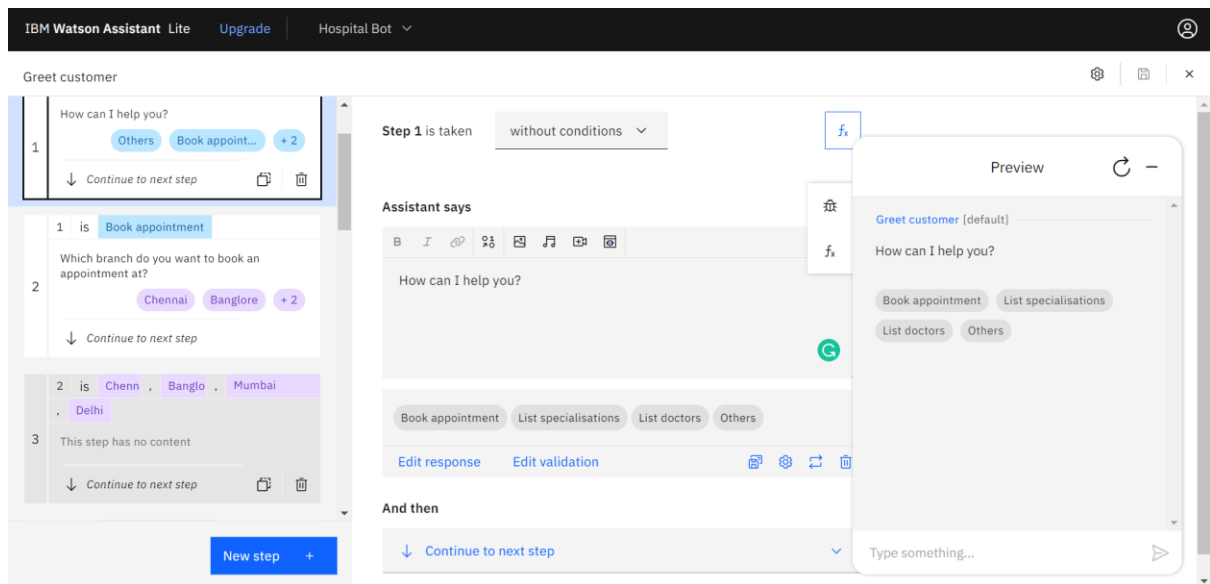 IBM Watson Assistant Lite Upgrade Hospital Bot
Greet customer
1
How can I help you?
Others Book appoint... + 2
Continue to next step
1 is Book appointment
2
Which branch do you want to book an
appointment at?
Chennai Banglore + 2
Continue to next step
2 is Chenn , Banglo , Mumbai
, Delhi
3
This step has no content
Continue to next step
New step +
Step 1 is taken without conditions
fx
Assistant says
B I
How can I help you?
Book appointment List specialisations List doctors Others
Edit response Edit validation
And then
Continue to next step
fx
Preview
Greet customer [default]
How can I help you?
Book appointment List specialisations
List doctors Others
Type something...